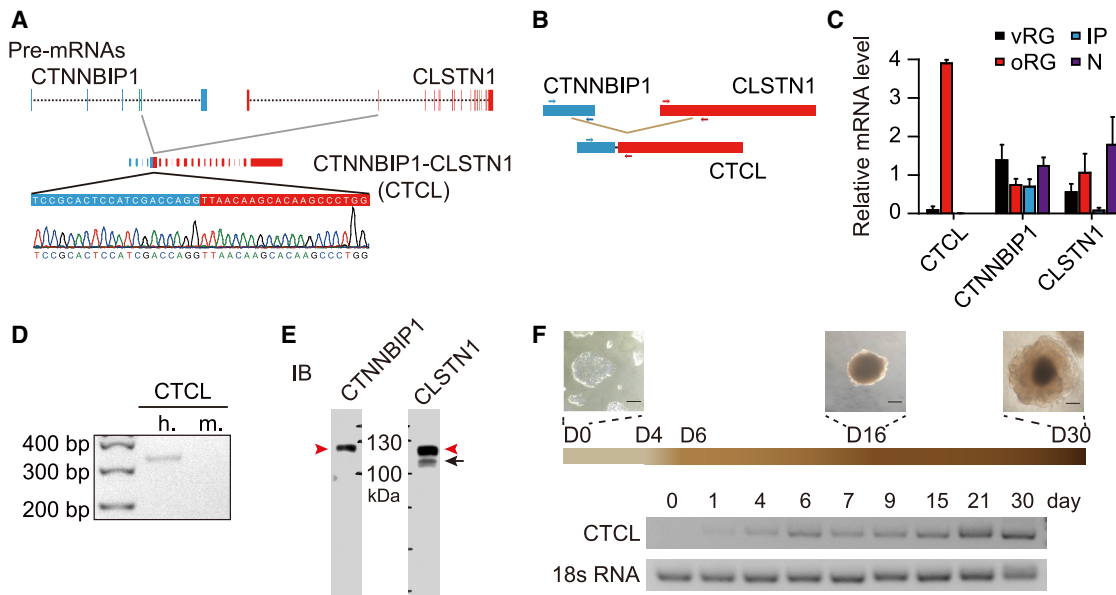 A
Pre-mRNAs
CTNNBIP1
CLSTN1
CTNNBIP1-CLSTN1
(CTCL)
TCCGCACTCCATCGACCAGGTTAACAAGCACAAGCCCTGG
TCCGCACTCCATCGACCAGGTTAACAAGCACAAGCCCTGG
B
CTNNBIP1
CLSTN1
CTCL
C
vRG IP
oRG N
Relative mRNA level
4
3
2
1
0
CTCL
CTNNBIP1
CLSTN1
D
CTCL
h. m.
400 bp
300 bp
200 bp
E
IB
CTNNBIP1
CLSTN1
130
100
kDa
F
D0 D4 D6 D16 D30
0 1 4 6 7 9 15 21 30 day
CTCL
18s RNA